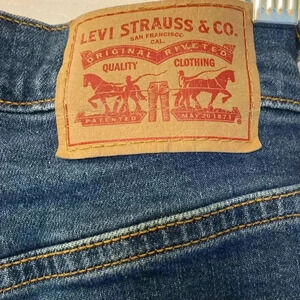 LEVI STRAUSS & CO.
SAN FRANCISCO
CAL.
ORIGINAL RIVETED
QUALITY CLOTHING
PATENTED MAY 20 1873